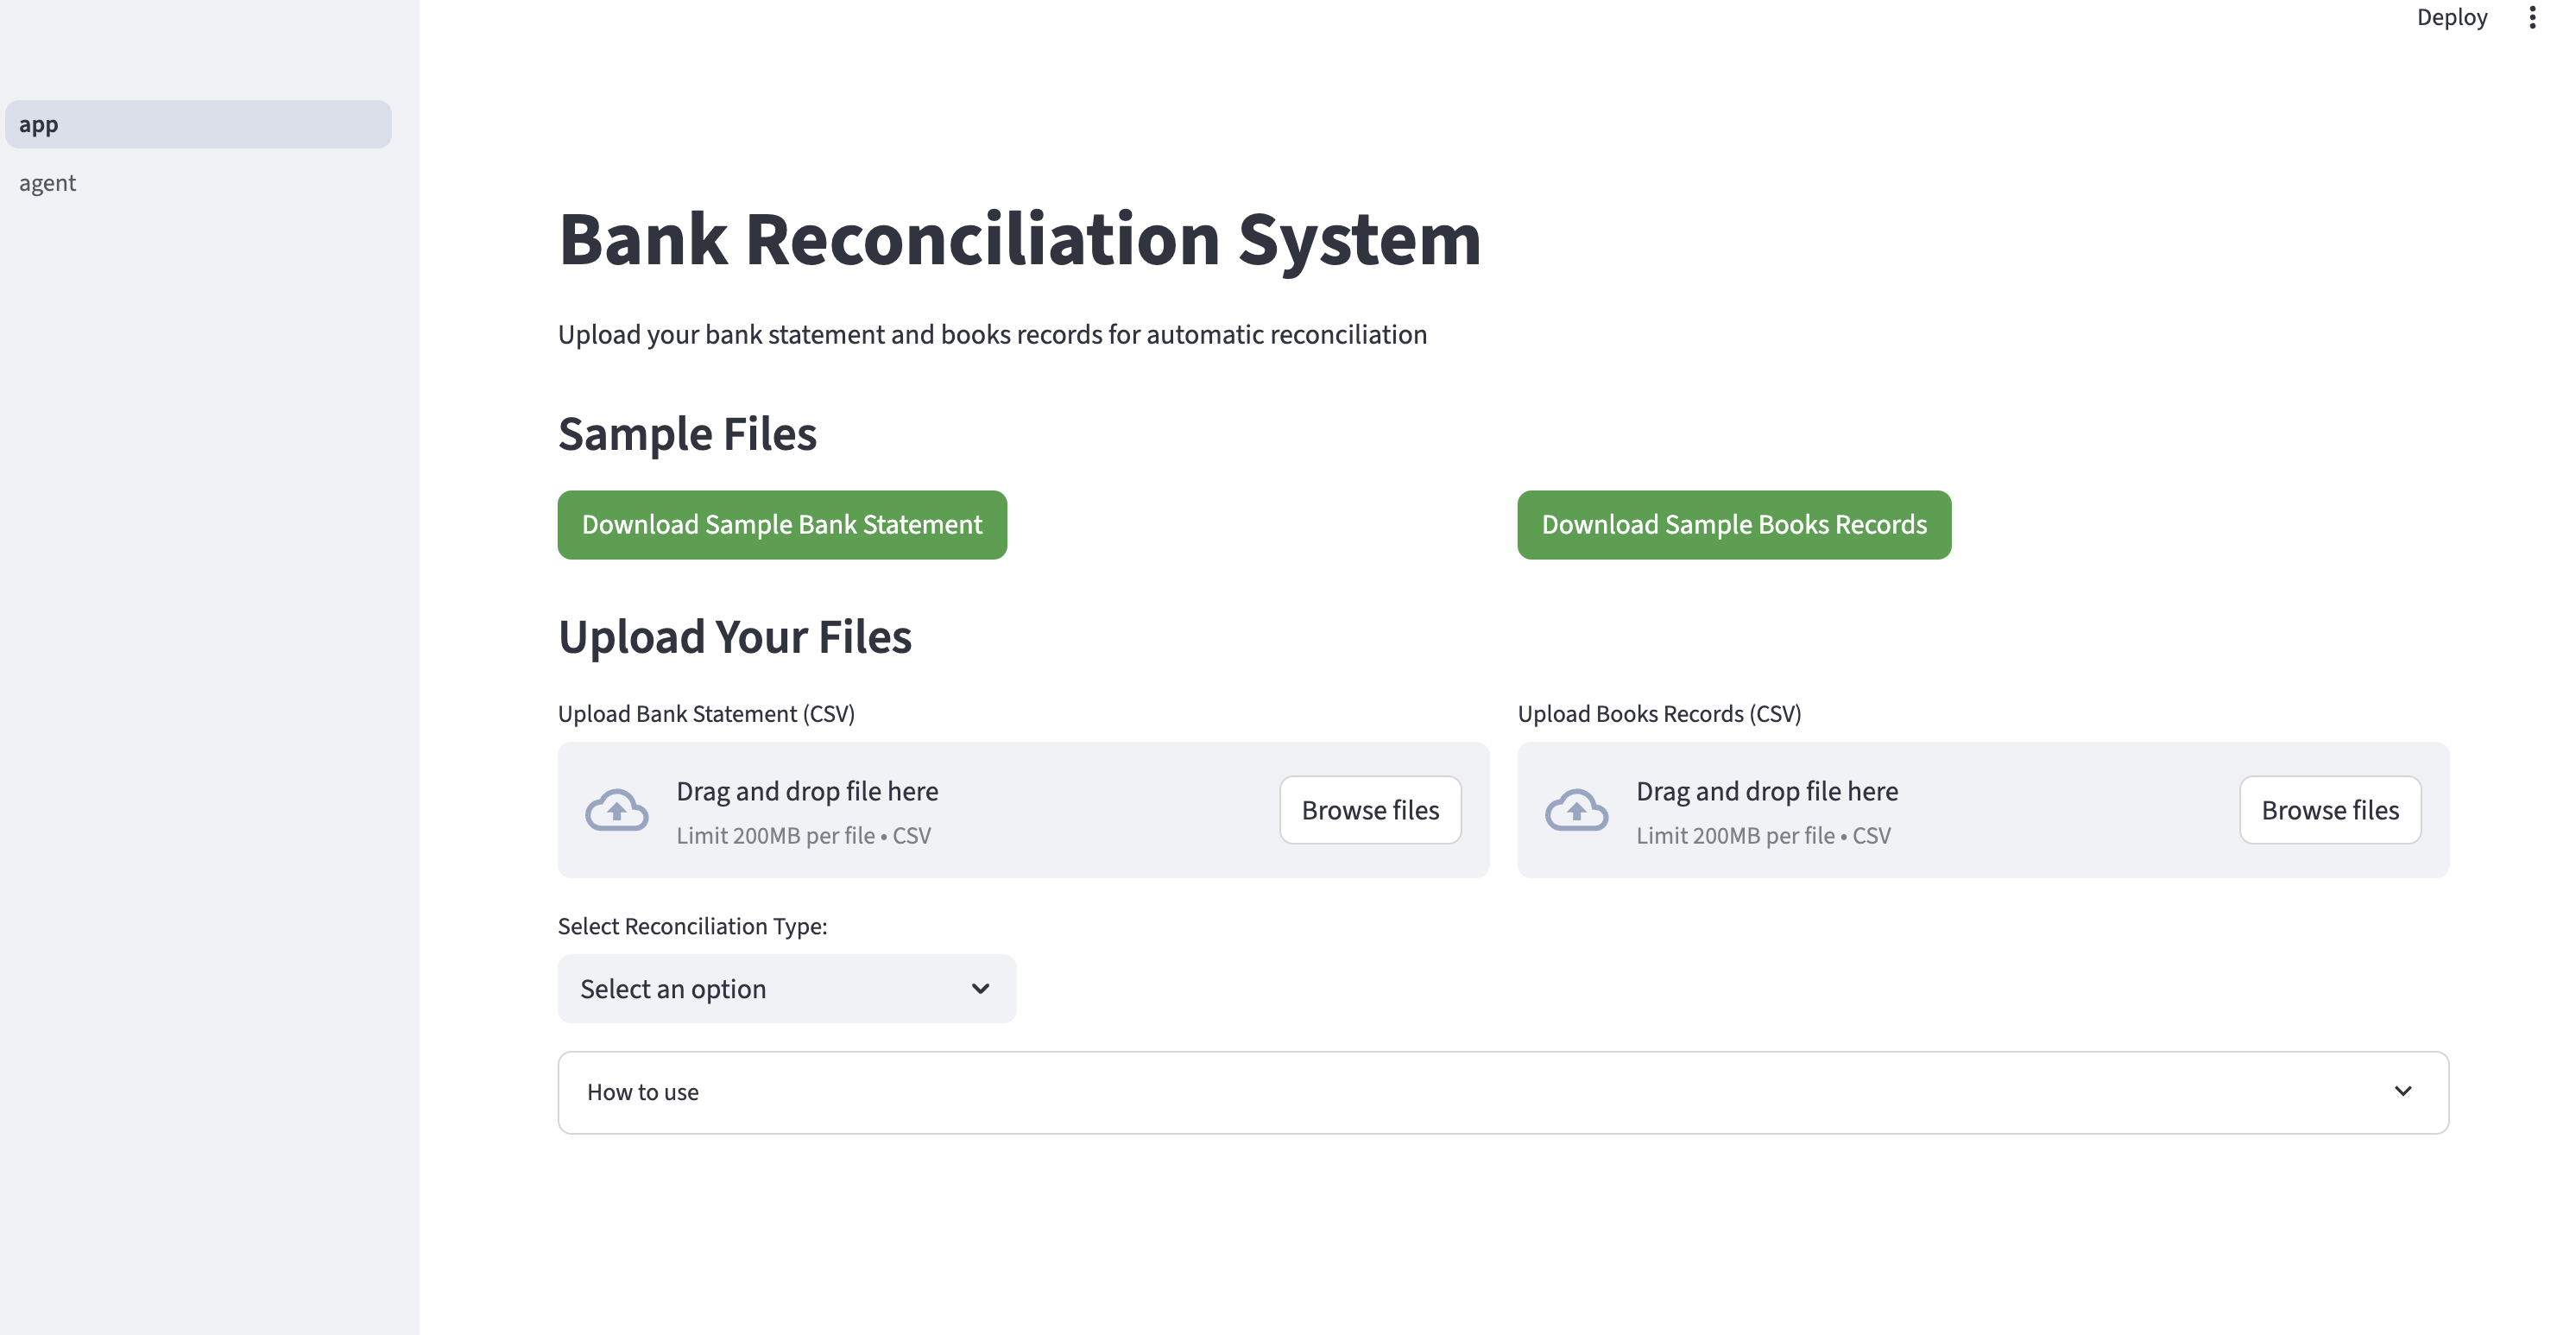 Deploy
app
agent
Bank Reconciliation System
Upload your bank statement and books records for automatic reconciliation
Sample Files
Download Sample Bank Statement
Download Sample Books Records
Upload Your Files
Upload Bank Statement (CSV)
Drag and drop file here
Limit 200MB per file • CSV
Browse files
Upload Books Records (CSV)
Drag and drop file here
Limit 200MB per file • CSV
Browse files
Select Reconciliation Type:
Select an option
How to use